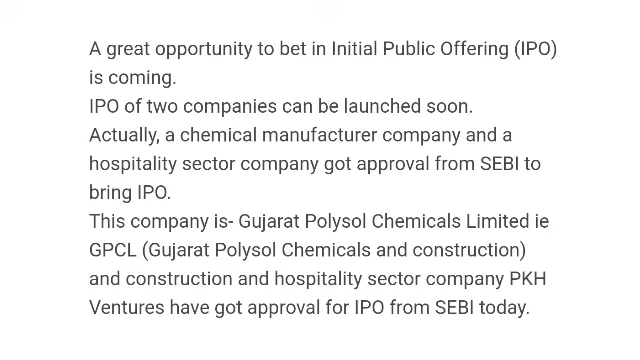 A great opportunity to bet in Initial Public Offering (IPO)
is coming.
IPO of two companies can be launched soon.
Actually, a chemical manufacturer company and a
hospitality sector company got approval from SEBI to
bring IPO.
This company is- Gujarat Polysol Chemicals Limited ie
GPCL (Gujarat Polysol Chemicals and construction)
and construction and hospitality sector company PKH
Ventures have got approval for IPO from SEBI today.